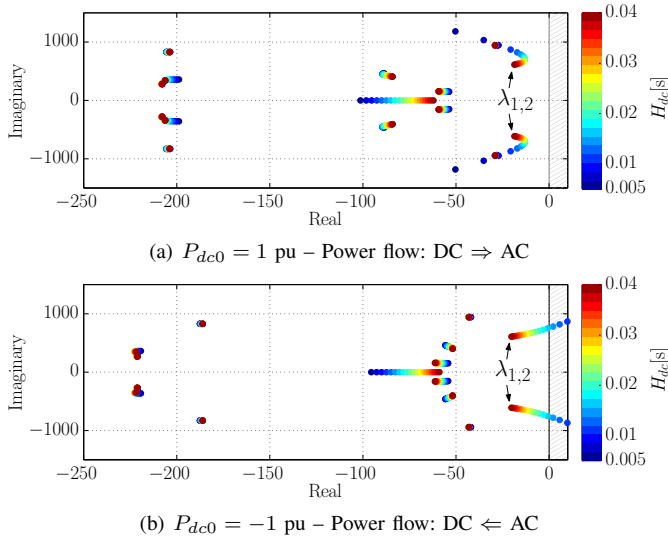 1000
0
−1000
Imaginary
−250
−200
−150
−100
−50
0
Real
λ1,2
0.04
0.03
0.02
0.01
0.005
Hdc[s]
(a) Pdc0 = 1 pu – Power flow: DC ⇒ AC
1000
0
−1000
Imaginary
−250
−200
−150
−100
−50
0
Real
λ1,2
0.04
0.03
0.02
0.01
0.005
Hdc[s]
(b) Pdc0 = −1 pu – Power flow: DC ⇐ AC